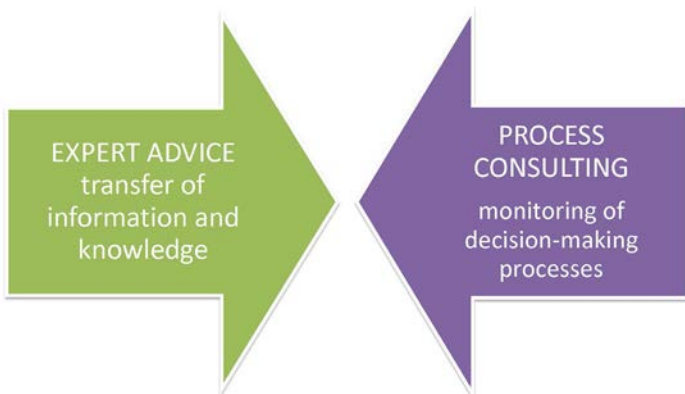 EXPERT ADVICE
transfer of
information and
knowledge
PROCESS
CONSULTING
monitoring of
decision-making
processes